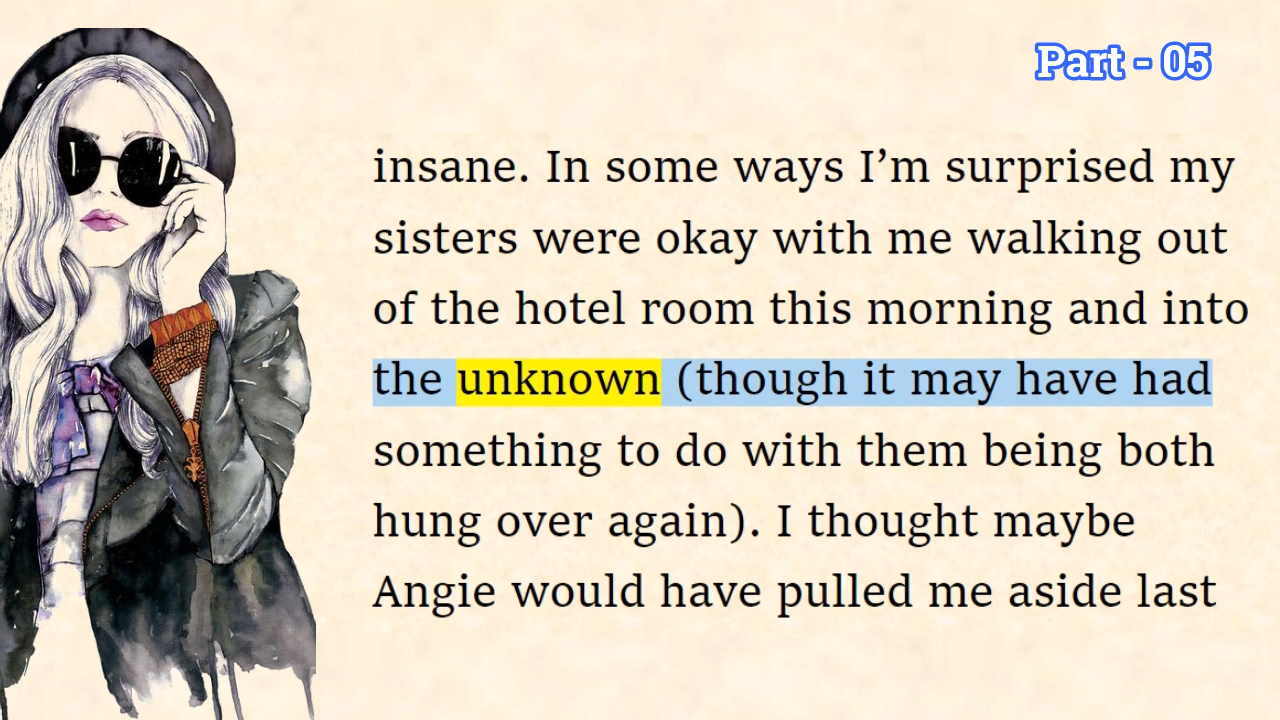 Part - 05
insane. In some ways I’m surprised my
sisters were okay with me walking out
of the hotel room this morning and into
the unknown (though it may have had
something to do with them being both
hung over again). I thought maybe
Angie would have pulled me aside last